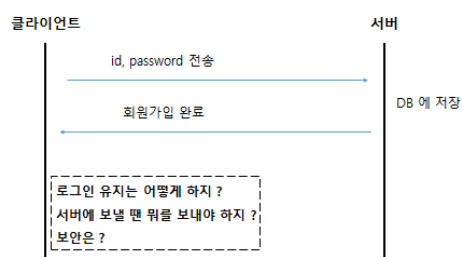 클라이언트
서버
id, password 전송
DB 에 저장
회원가입 완료
로그인 유지는 어떻게 하지 ?
서버에 보낼 땐 뭐를 보내야 하지 ?
보안은 ?